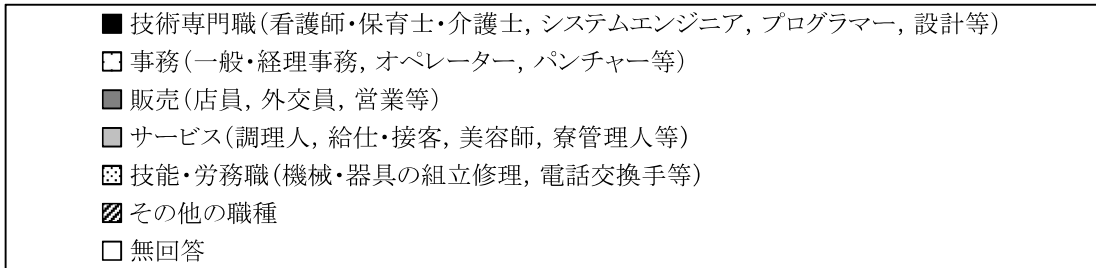 技術専門職(看護師・保育士・介護士, システムエンジニア, プログラマー, 設計等)
事務(一般・経理事務, オペレーター, パンチャー等)
販売(店員, 外交員, 営業等)
サービス(調理人, 給仕・接客, 美容師, 寮管理人等)
技能・労務職(機械・器具の組立修理, 電話交換手等)
その他の職種
無回答